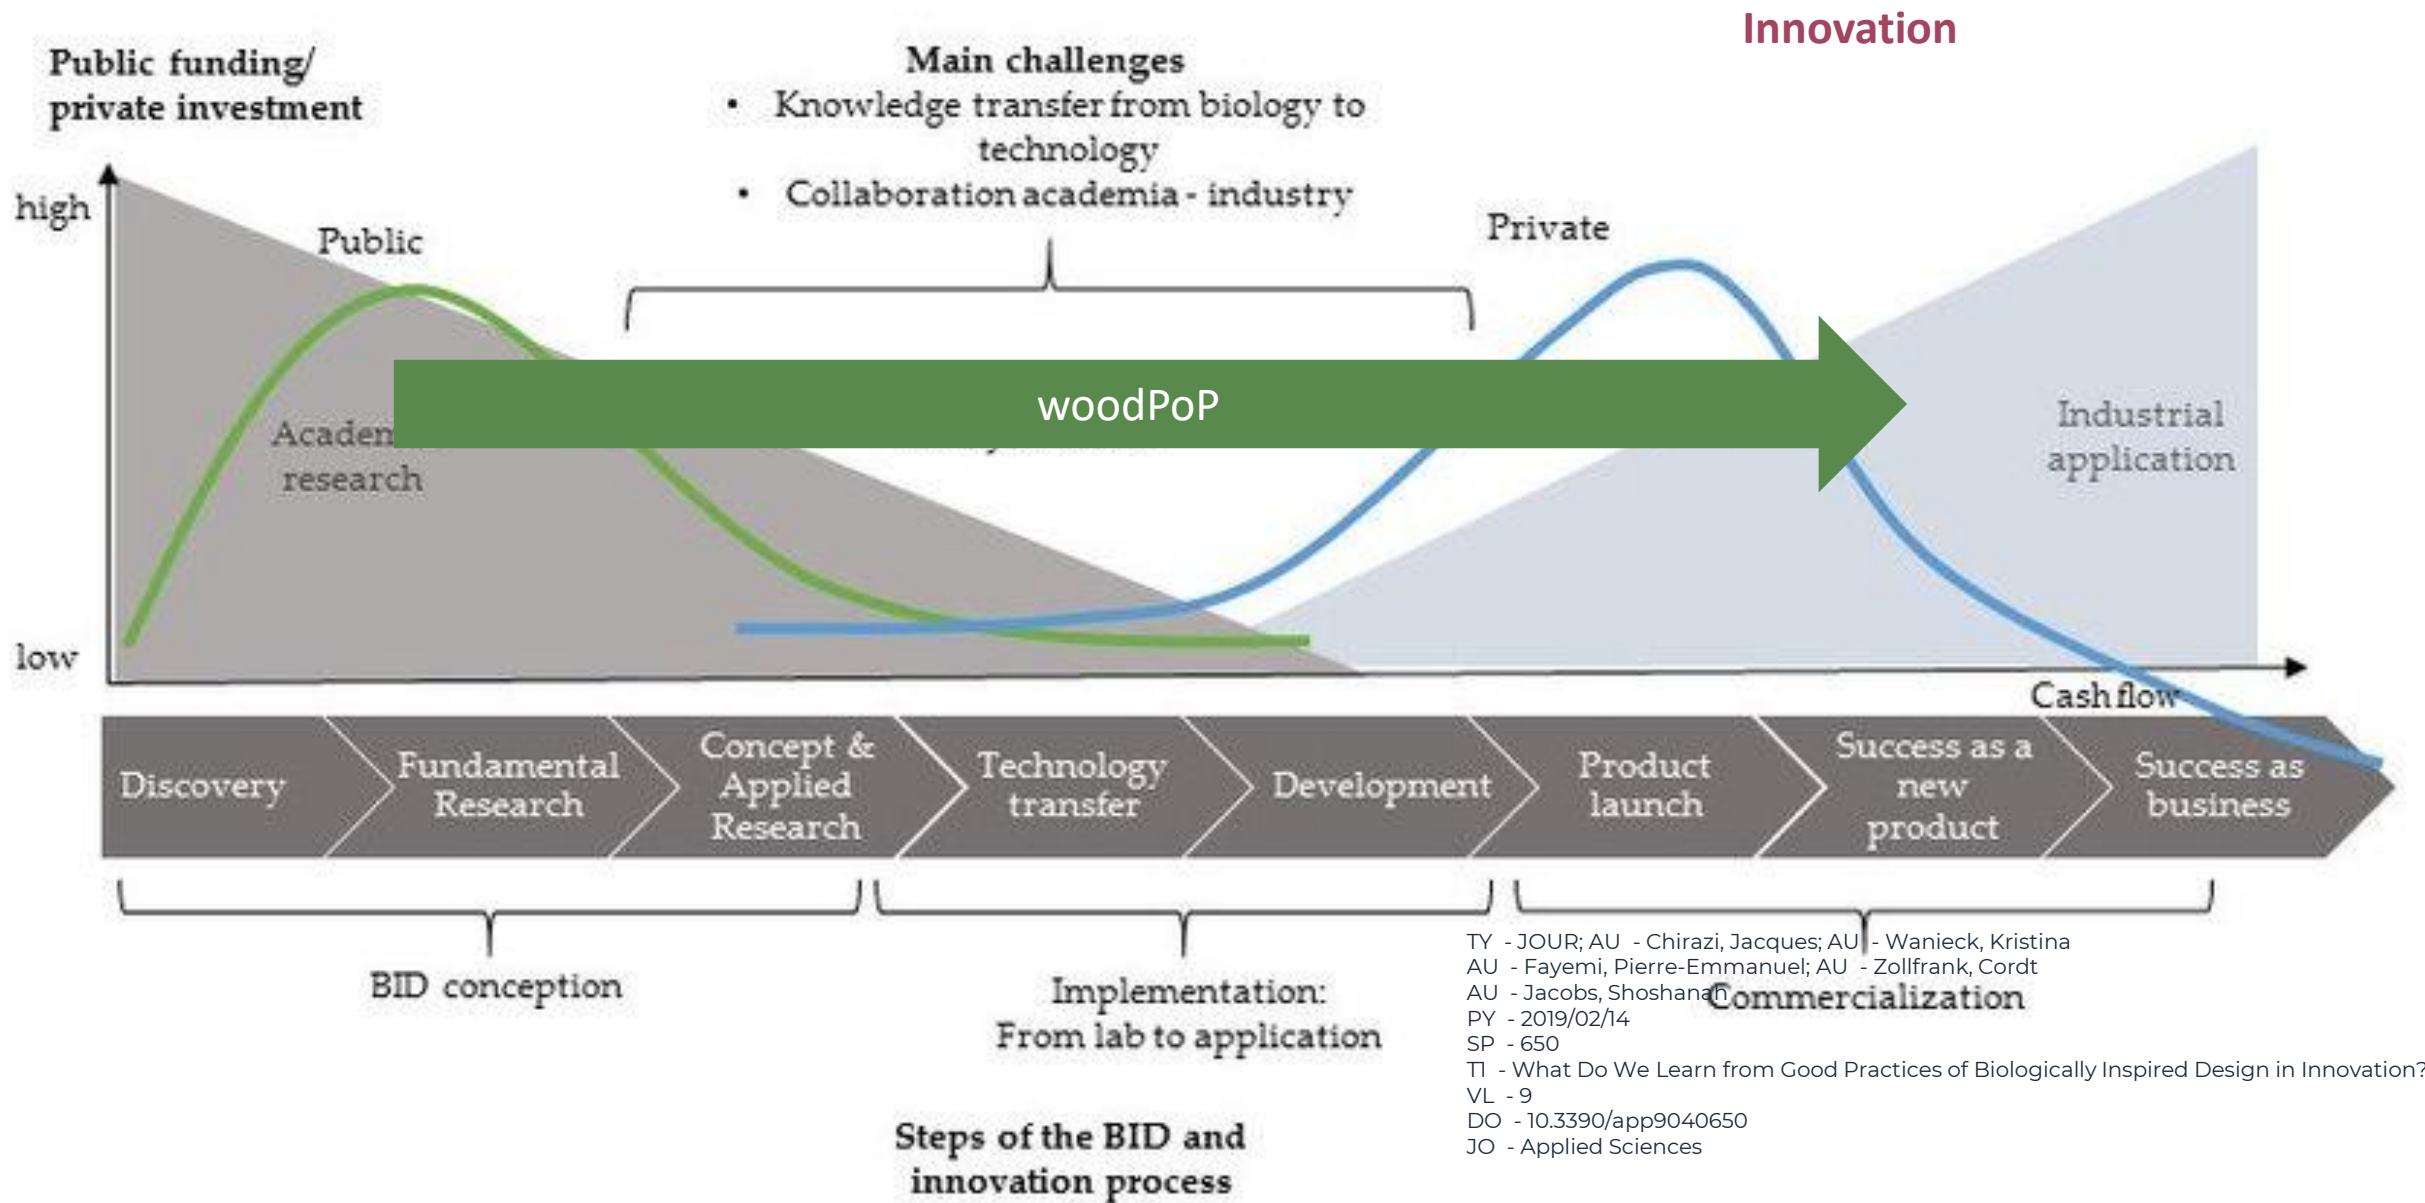 Innovation
Public funding/
private investment
Main challenges
• Knowledge transfer from biology to
technology
• Collaboration academia - industry
high
Public
Private
woodPoP
research
Industrial
application
low
Cash flow
Discovery
Fundamental
Research
Concept &
Applied
Research
Technology
transfer
Development
Product
launch
Success as a
new
product
Success as
business
BID conception
Implementation:
From lab to application
Commercialization
TY - JOUR; AU - Chirazi, Jacques; AU - Wanieck, Kristina
AU - Fayemi, Pierre-Emmanuel; AU - Zollfrank, Cordt
AU - Jacobs, Shoshanah
PY - 2019/02/14
SP - 650
TI - What Do We Learn from Good Practices of Biologically Inspired Design in Innovation?
VL - 9
DO - 10.3390/app9040650
JO - Applied Sciences
Steps of the BID and
innovation process